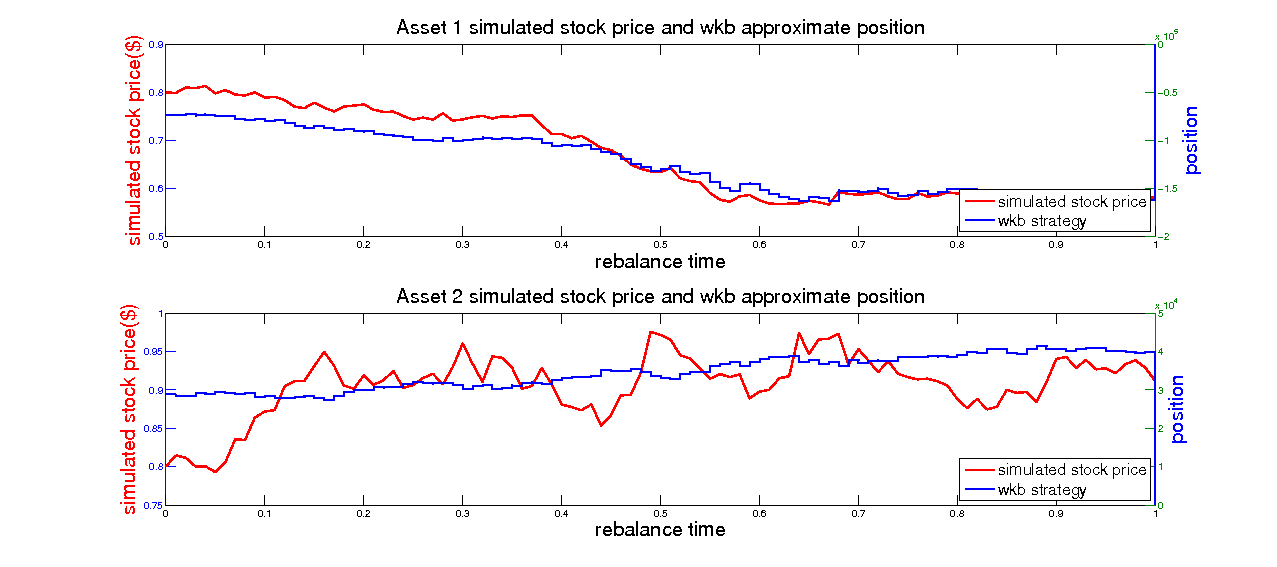 Asset 1 simulated stock price and wkb approximate position
x 10^5
simulated stock price($)
0.9
0.8
0.7
0.6
0.5
0
-0.5
-1
-1.5
-2
position
simulated stock price
wkb strategy
0 0.1 0.2 0.3 0.4 0.5 0.6 0.7 0.8 0.9 1
rebalance time
Asset 2 simulated stock price and wkb approximate position
x 10^4
simulated stock price($)
1
0.95
0.9
0.85
0.8
0.75
5
4
3
2
1
0
position
simulated stock price
wkb strategy
0 0.1 0.2 0.3 0.4 0.5 0.6 0.7 0.8 0.9 1
rebalance time